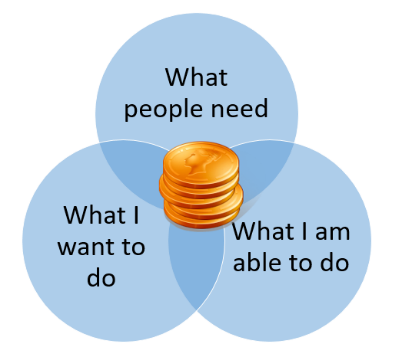 What
people need
What I
want to
do
What I am
able to do